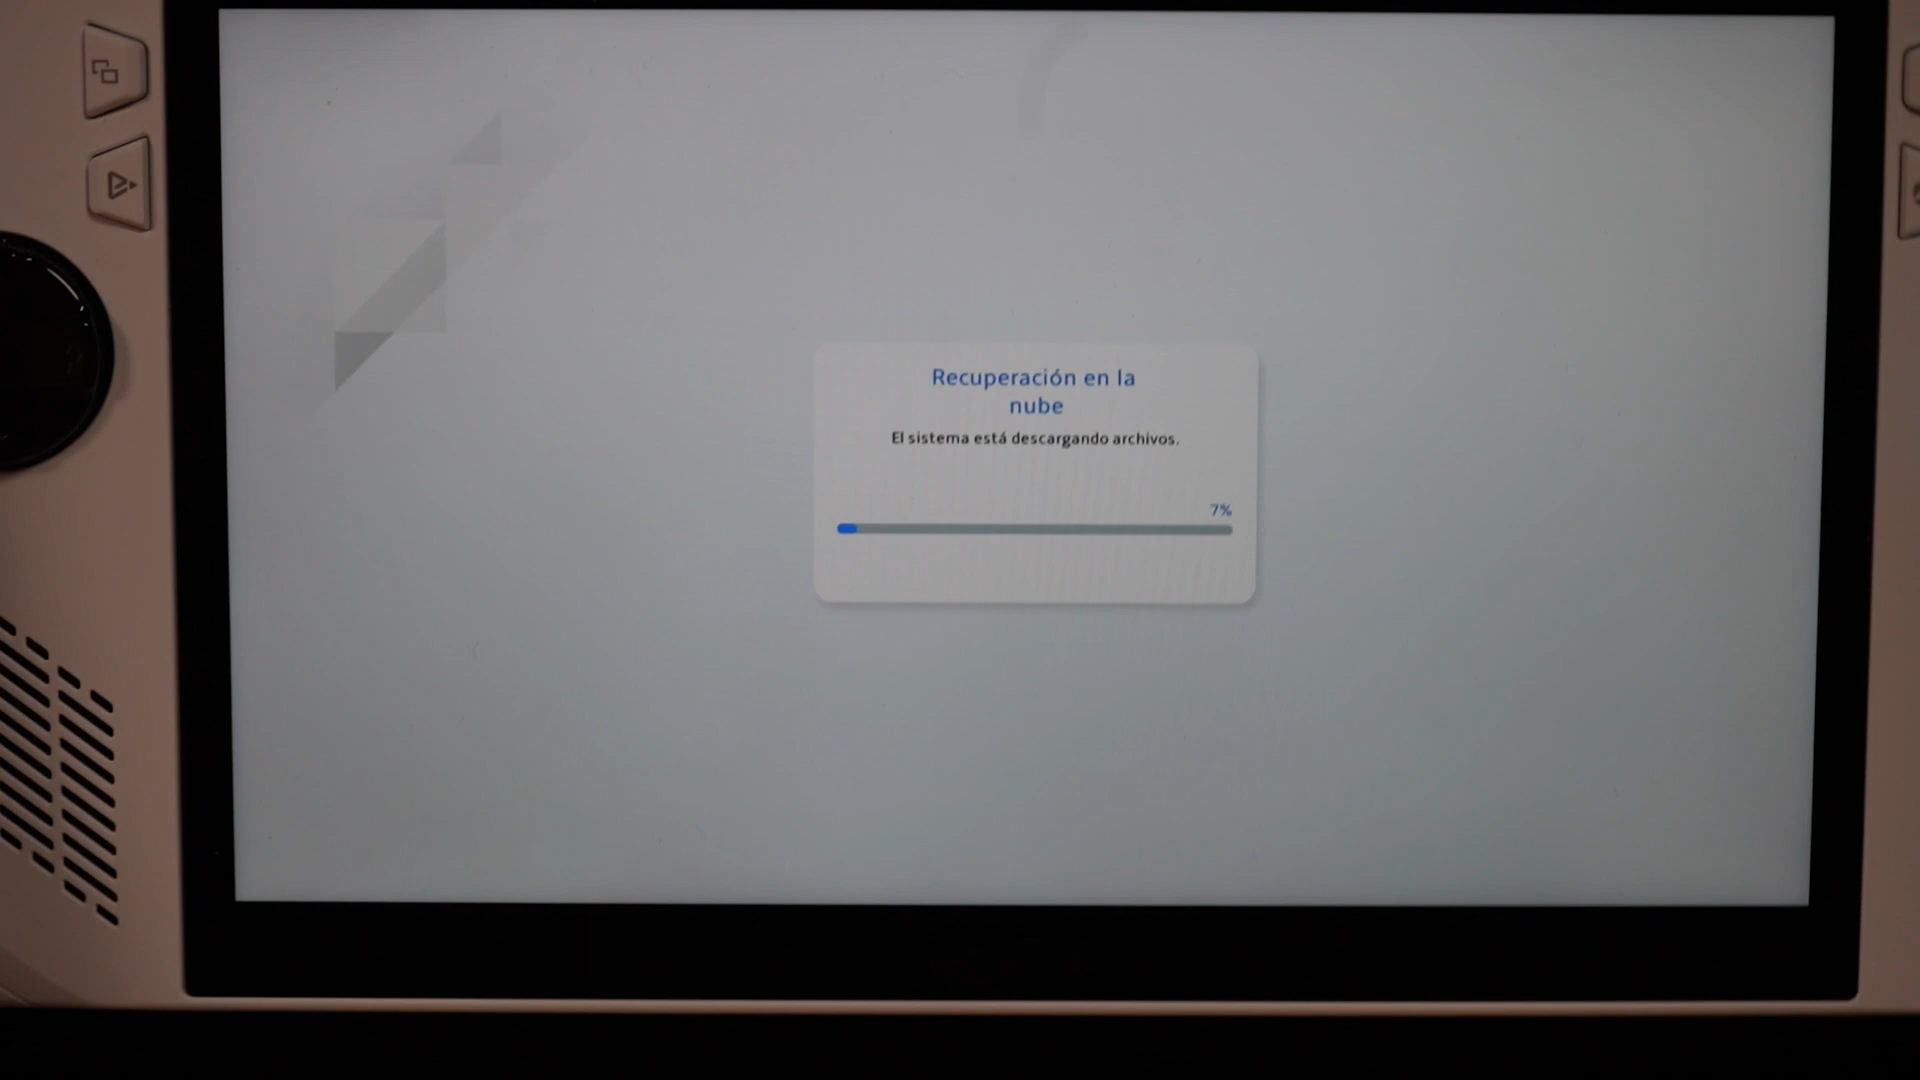 Recuperación en la
nube
El sistema está descargando archivos.
7%